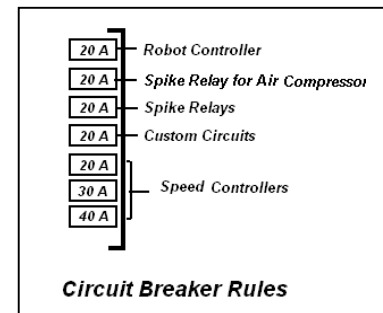 20 A Robot Controller
20 A Spike Relay for Air Compressor
20 A Spike Relays
20 A Custom Circuits
20 A
30 A Speed Controllers
40 A
Circuit Breaker Rules